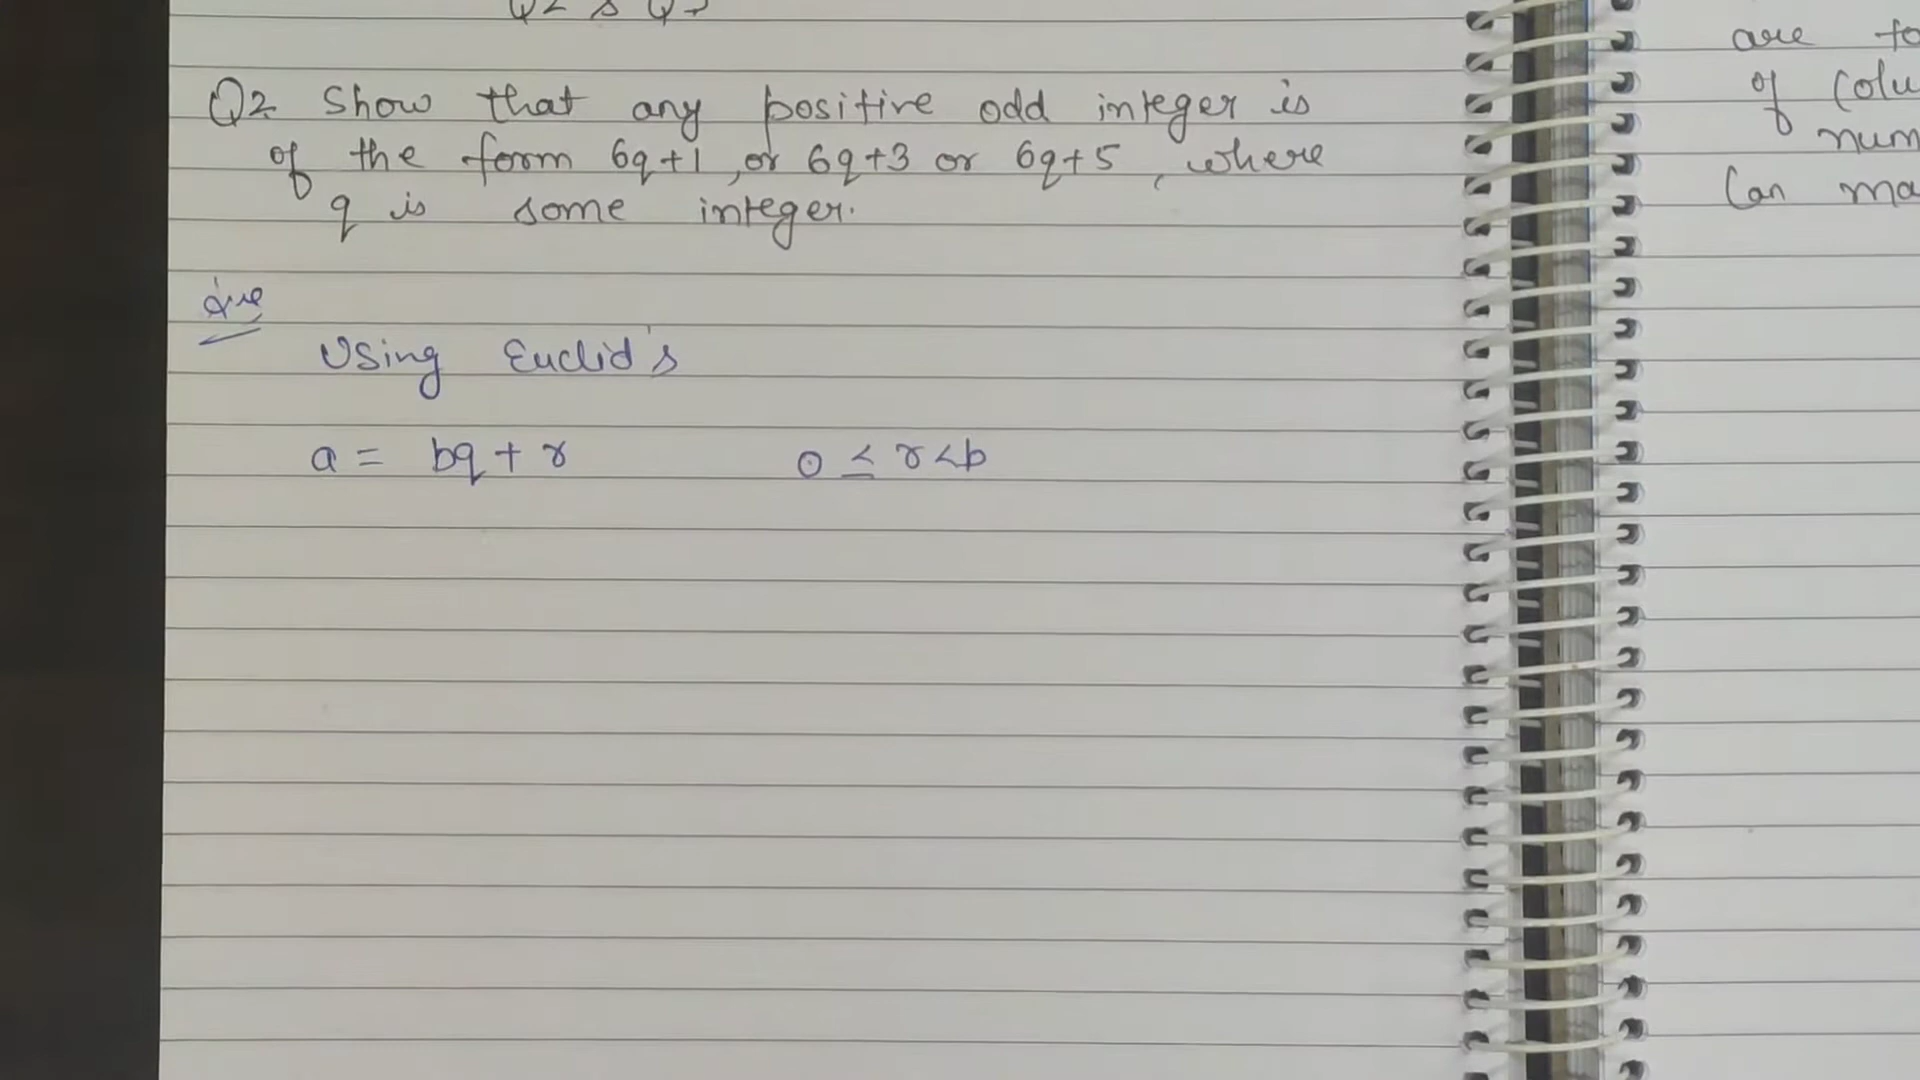 Q2 Show that any positive odd integer is
of the form 6q+1, or 6q+3 or 6q+5, where
q is some integer.
Using Euclid's
a = bq + r 0 ≤ r < b
are
of
can